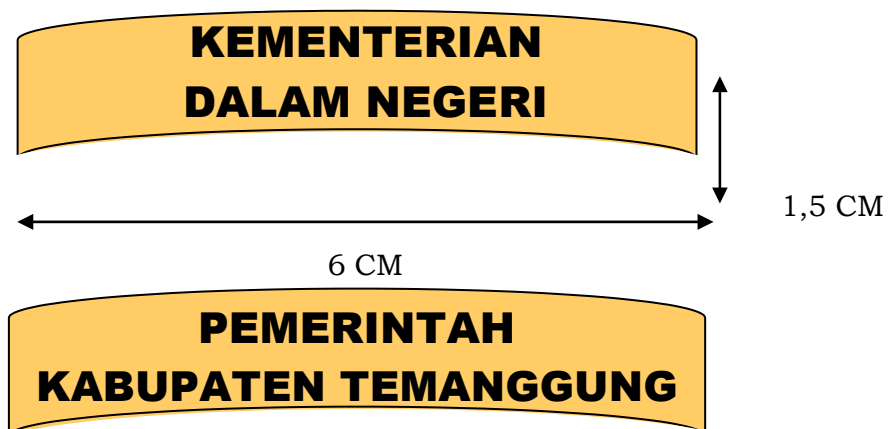 KEMENTERIAN
DALAM NEGERI
1,5 CM
6 CM
PEMERINTAH
KABUPATEN TEMANGGUNG